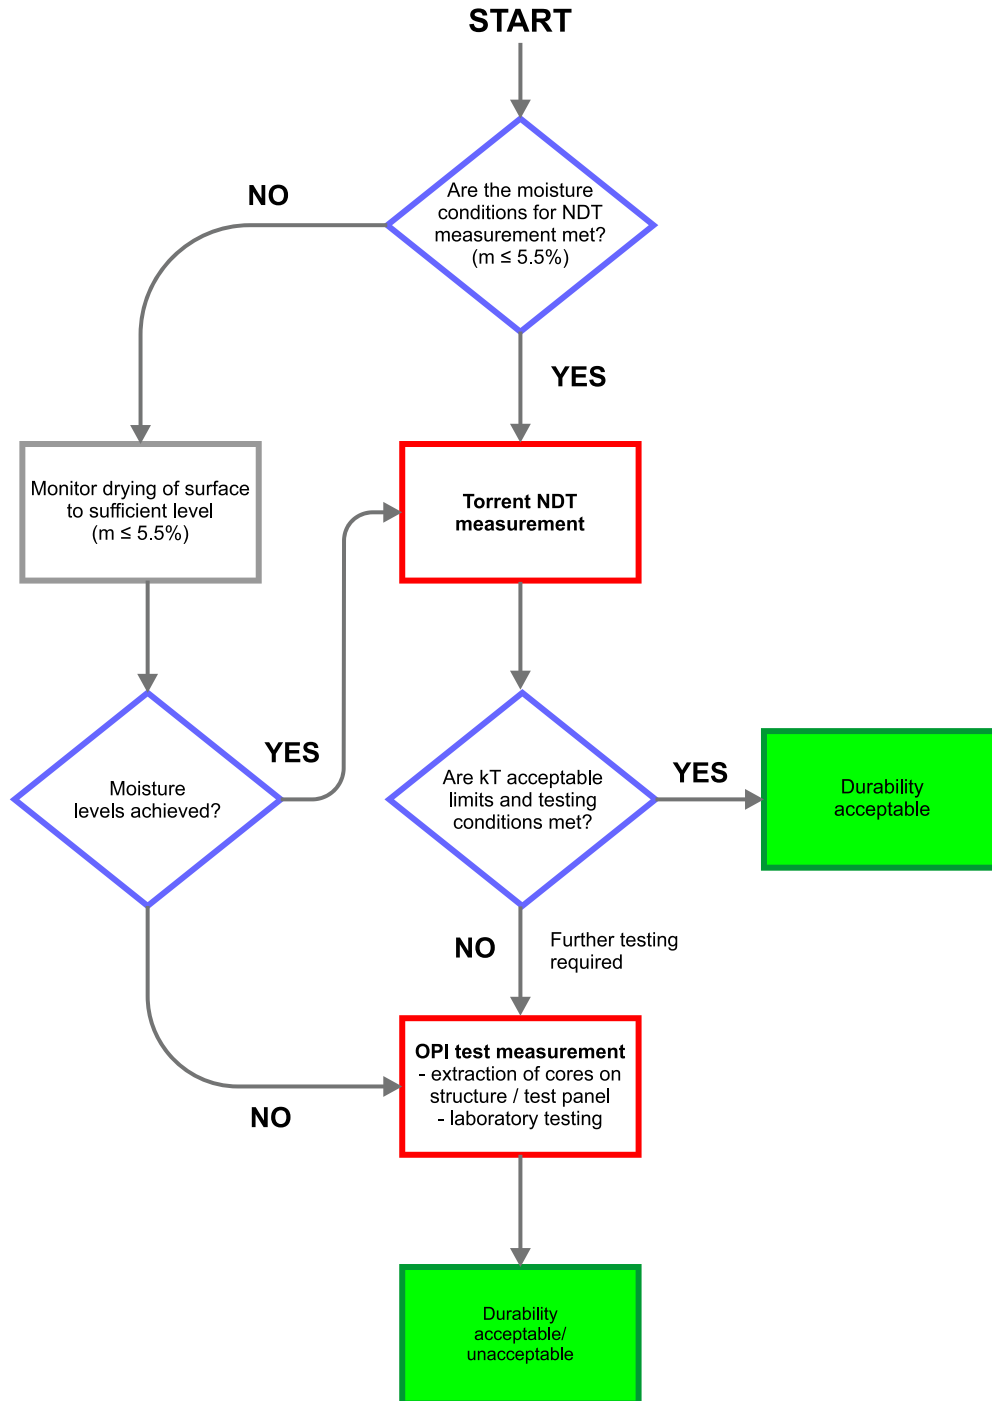 START
Are the moisture
conditions for NDT
measurement met?
(m ≤ 5.5%)
NO
YES
Monitor drying of surface
to sufficient level
(m ≤ 5.5%)
Torrent NDT
measurement
Moisture
levels achieved?
YES
Are kT acceptable
limits and testing
conditions met?
YES
Durability
acceptable
NO
Further testing
required
OPI test measurement
- extraction of cores on
structure / test panel
- laboratory testing
NO
Durability
acceptable/
unacceptable